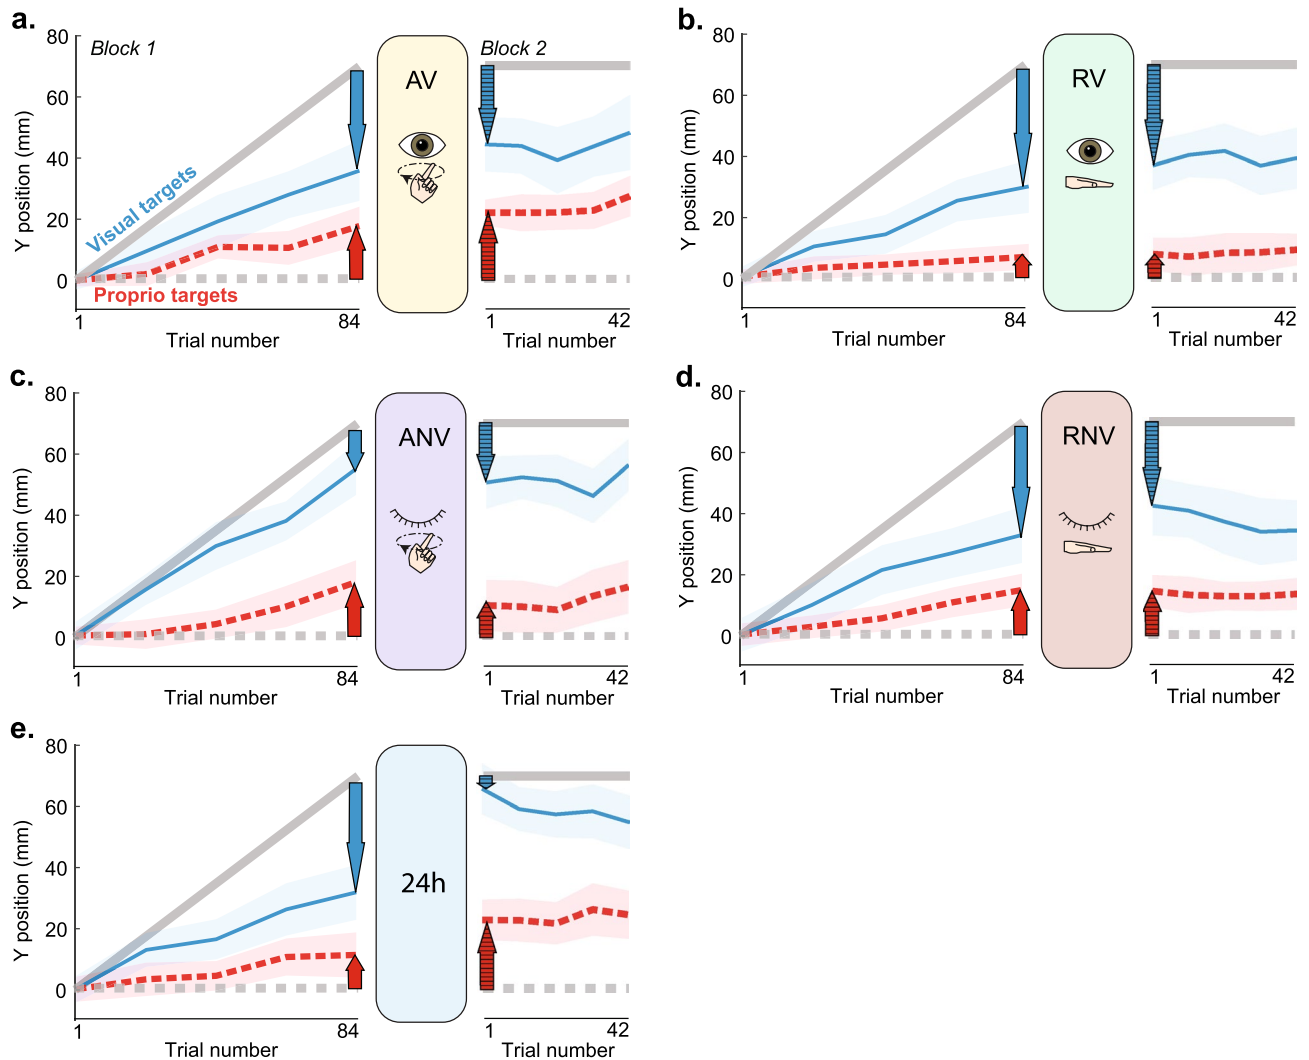 a.
Block 1
Block 2
80
60
40
20
0
Y position (mm)
Visual targets
Proprio targets
AV
1
84
1
42
Trial number
Trial number
b.
80
60
40
20
0
Y position (mm)
RV
1
84
1
42
Trial number
Trial number
c.
80
60
40
20
0
Y position (mm)
ANV
1
84
1
42
Trial number
Trial number
d.
80
60
40
20
0
Y position (mm)
RNV
1
84
1
42
Trial number
Trial number
e.
80
60
40
20
0
Y position (mm)
24h
1
84
1
42
Trial number
Trial number